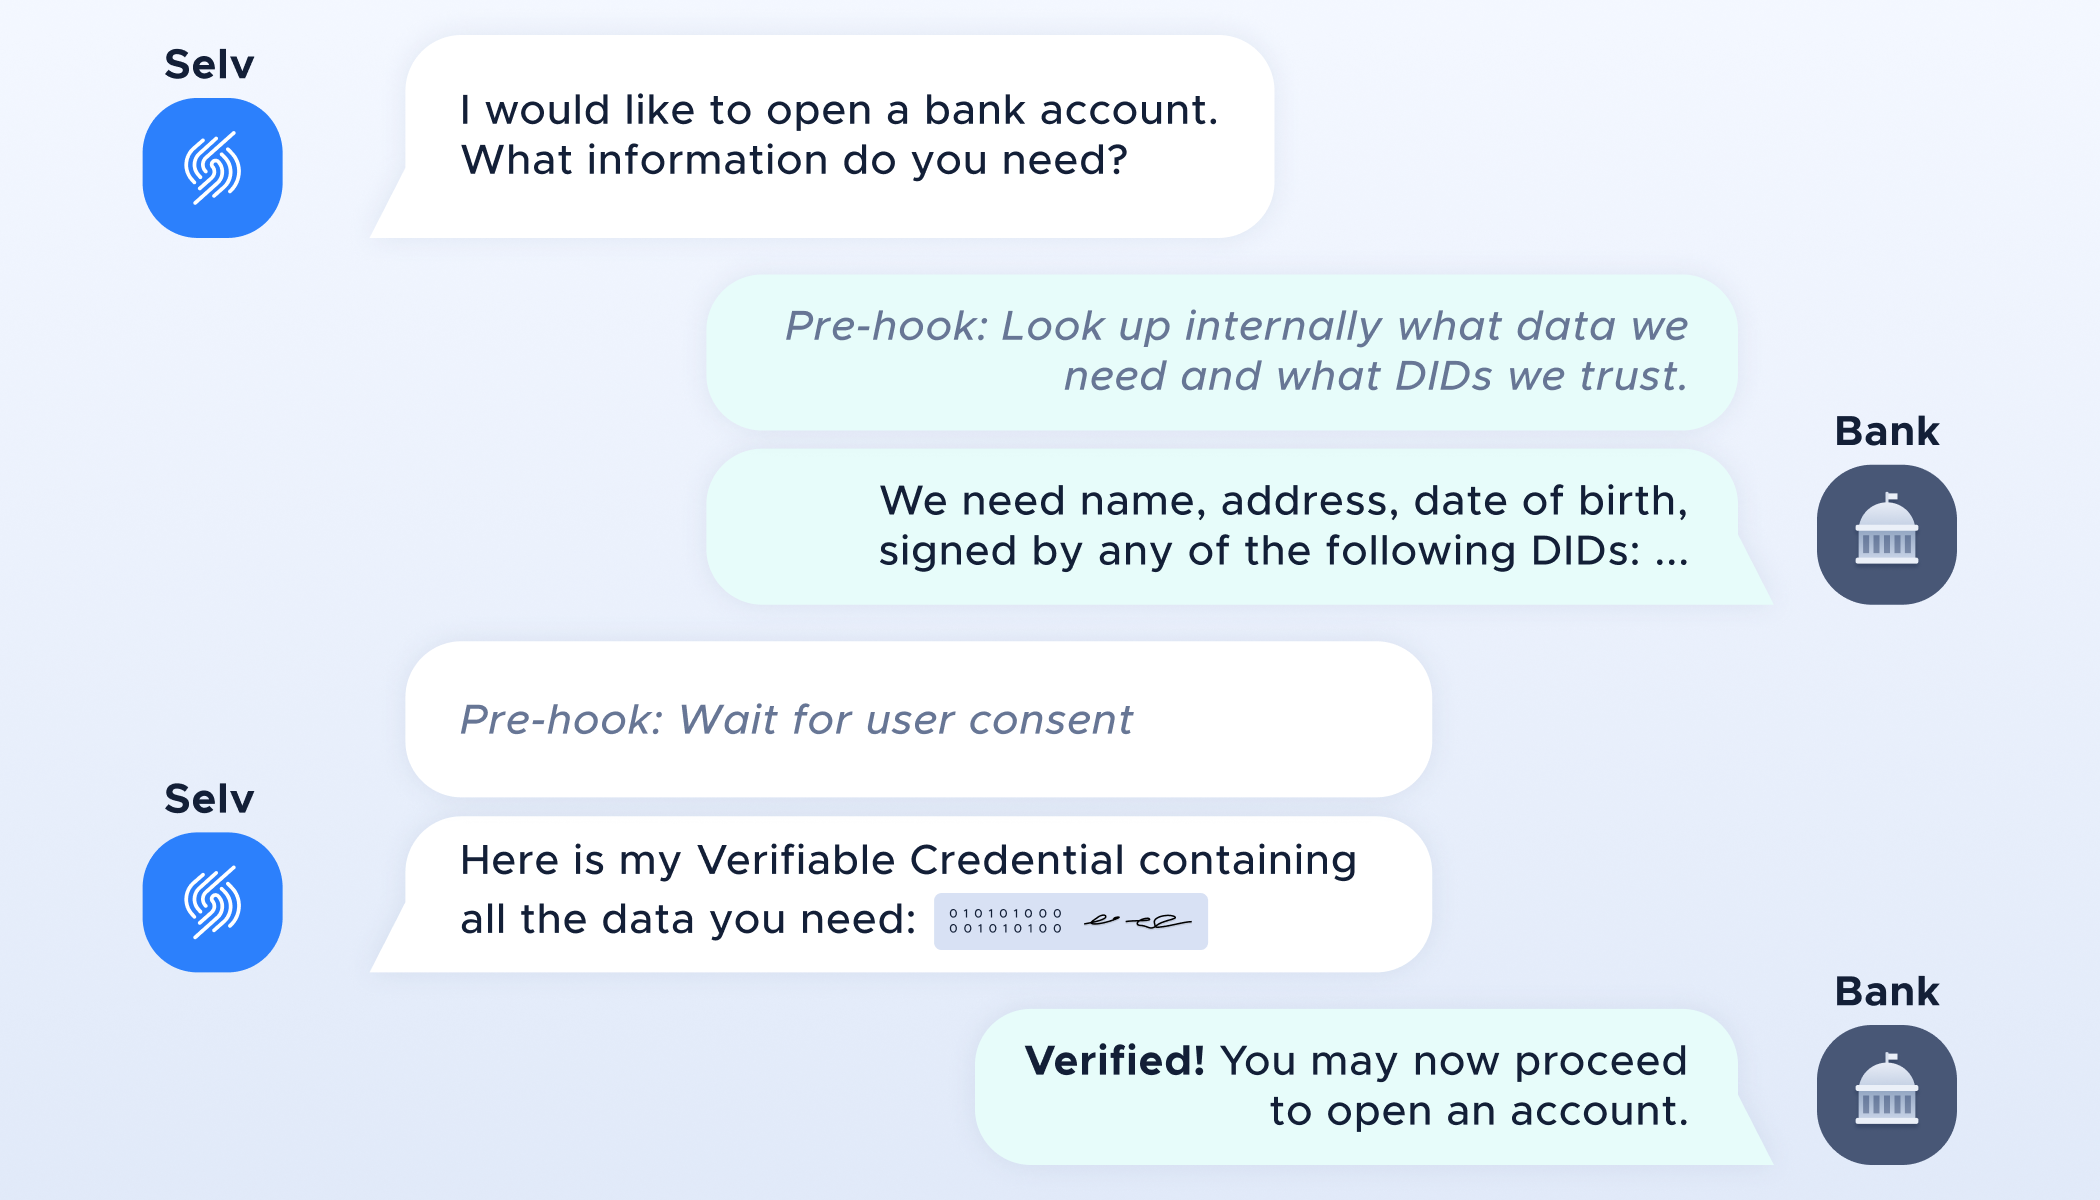 Selv
I would like to open a bank account.
What information do you need?
Pre-hook: Look up internally what data we
need and what DIDs we trust.
Bank
We need name, address, date of birth,
signed by any of the following DIDs: ...
Pre-hook: Wait for user consent
Selv
Here is my Verifiable Credential containing
all the data you need:
010101000
001010100
Bank
Verified! You may now proceed
to open an account.